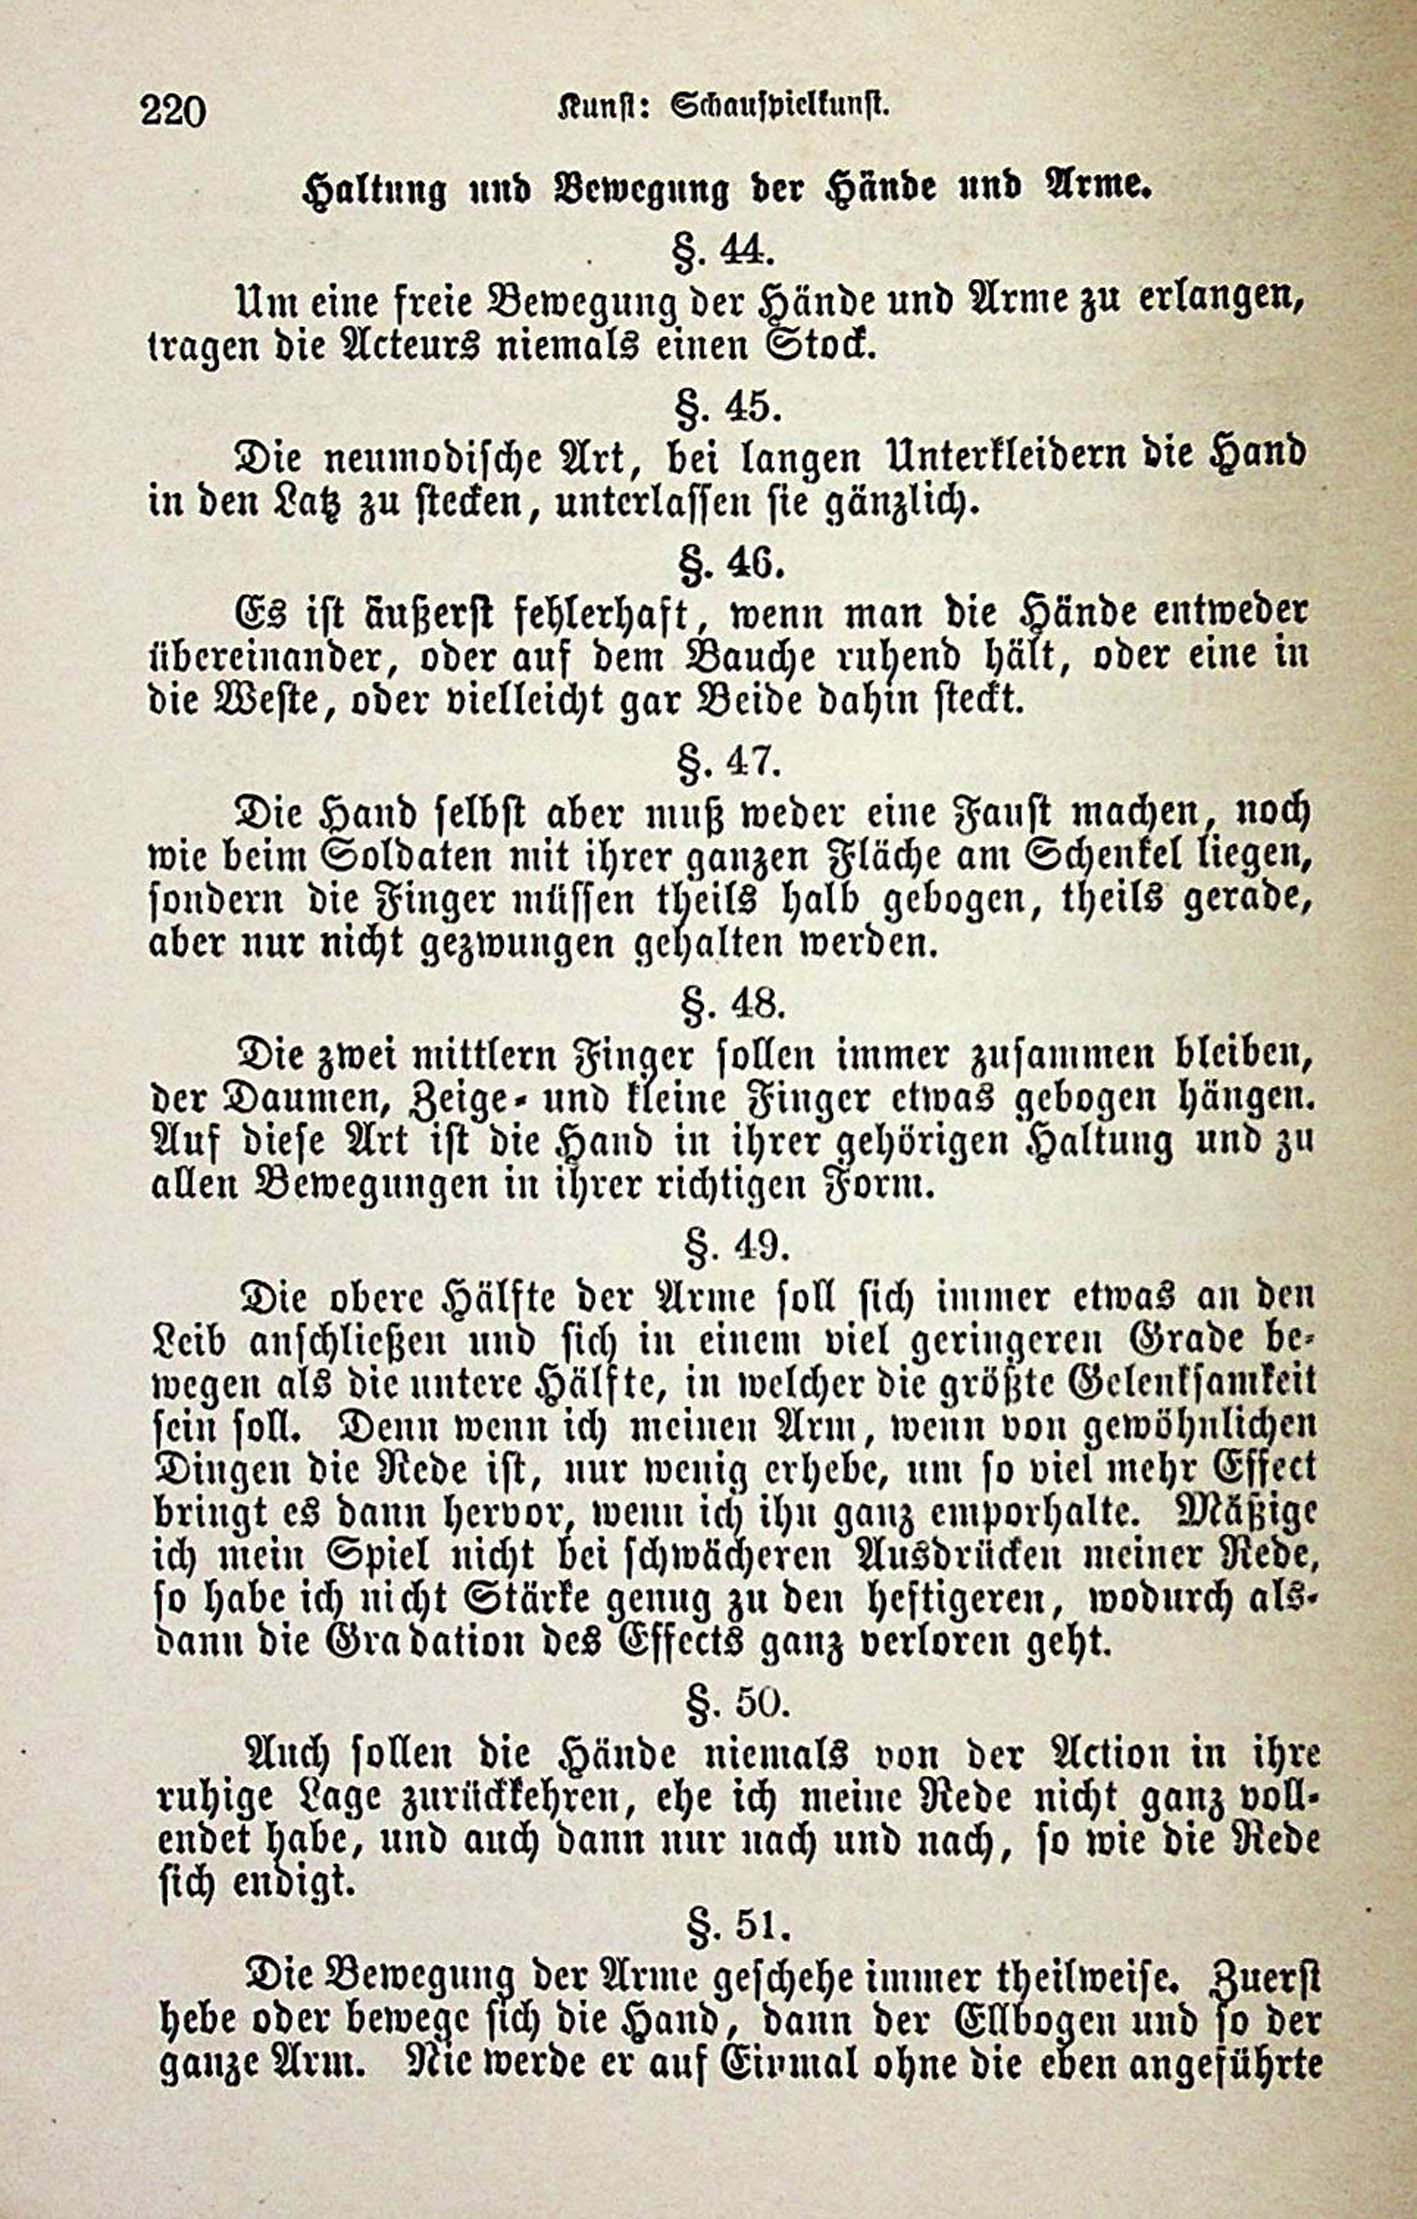 220
Kunst: Schauspielkunst.
Haltung und Bewegung der Hände und Arme.
§. 44.
Um eine freie Bewegung der Hände und Arme zu erlangen,
tragen die Acteurs niemals einen Stock.
§. 45.
Die neumodische Art, bei langen Unterkleidern die Hand
in den Latz zu stecken, unterlassen sie gänzlich.
§. 46.
Es ist äußerst fehlerhaft, wenn man die Hände entweder
übereinander, oder auf dem Bauche ruhend hält, oder eine in
die Weste, oder vielleicht gar Beide dahin steckt.
§. 47.
Die Hand selbst aber muß weder eine Faust machen, noch
wie beim Soldaten mit ihrer ganzen Fläche am Schenkel liegen,
sondern die Finger müssen theils halb gebogen, theils gerade,
aber nur nicht gezwungen gehalten werden.
§. 48.
Die zwei mittlern Finger sollen immer zusammen bleiben,
der Daumen, Zeige- und kleine Finger etwas gebogen hängen.
Auf diese Art ist die Hand in ihrer gehörigen Haltung und zu
allen Bewegungen in ihrer richtigen Form.
§. 49.
Die obere Hälfte der Arme soll sich immer etwas an den
Leib anschließen und sich in einem viel geringeren Grade be-
wegen als die untere Hälfte, in welcher die größte Gelenksamkeit
sein soll. Denn wenn ich meinen Arm, wenn von gewöhnlichen
Dingen die Rede ist, nur wenig erhebe, um so viel mehr Effect
bringt es dann hervor, wenn ich ihn ganz emporhalte. Mäßige
ich mein Spiel nicht bei schwächeren Ausdrücken meiner Rede,
so habe ich nicht Stärke genug zu den heftigeren, wodurch als-
dann die Gradation des Effects ganz verloren geht.
§. 50.
Auch sollen die Hände niemals von der Action in ihre
ruhige Lage zurückkehren, ehe ich meine Rede nicht ganz voll-
endet habe, und auch dann nur nach und nach, so wie die Rede
sich endigt.
§. 51.
Die Bewegung der Arme geschehe immer theilweise. Zuerst
hebe oder bewege sich die Hand, dann der Ellbogen und so der
ganze Arm. Nie werde er auf Einmal ohne die eben angeführte